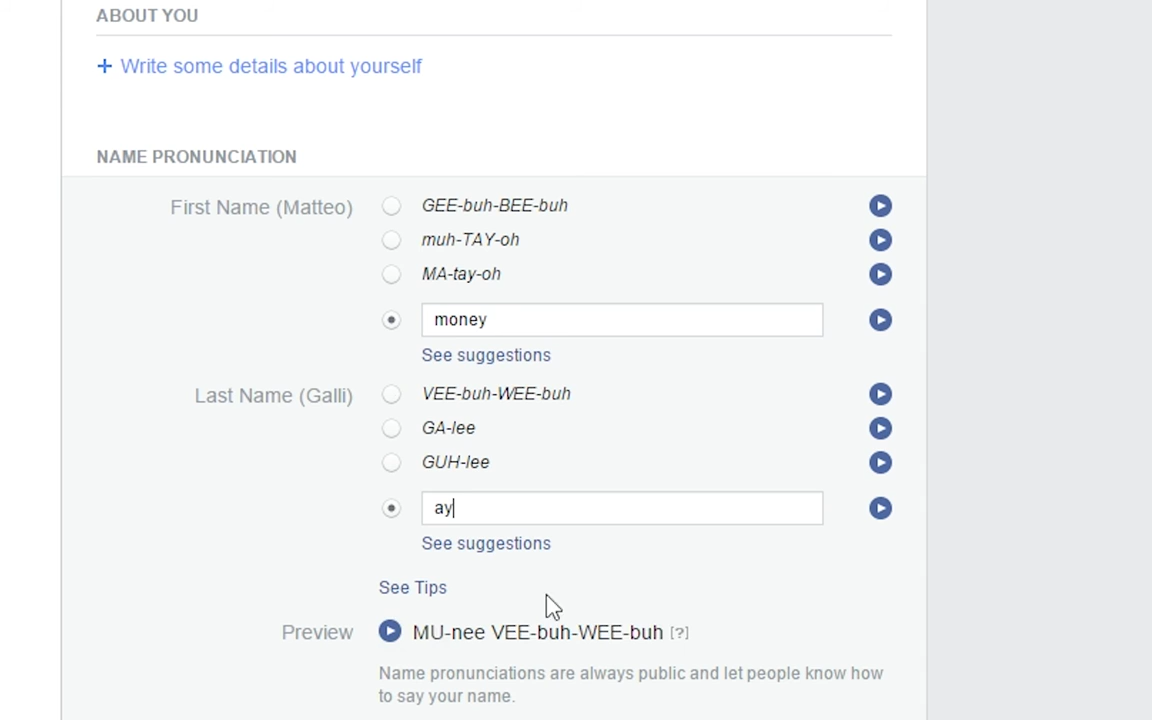 ABOUT YOU
+ Write some details about yourself
NAME PRONUNCIATION
First Name (Matteo) GEE-buh-BEE-buh
muh-TAY-oh
MA-tay-oh
money
See suggestions
Last Name (Galli) VEE-buh-WEE-buh
GA-lee
GUH-lee
ay
See suggestions
See Tips
Preview MU-nee VEE-buh-WEE-buh [?]
Name pronunciations are always public and let people know how
to say your name.